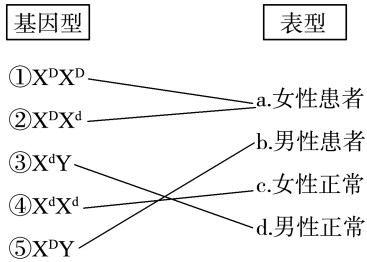 基因型 表型
①XᴰXᴰ
②XᴰXᵈ
③XᵈY
④XᵈXᵈ
⑤XᴰY
a.女性患者
b.男性患者
c.女性正常
d.男性正常